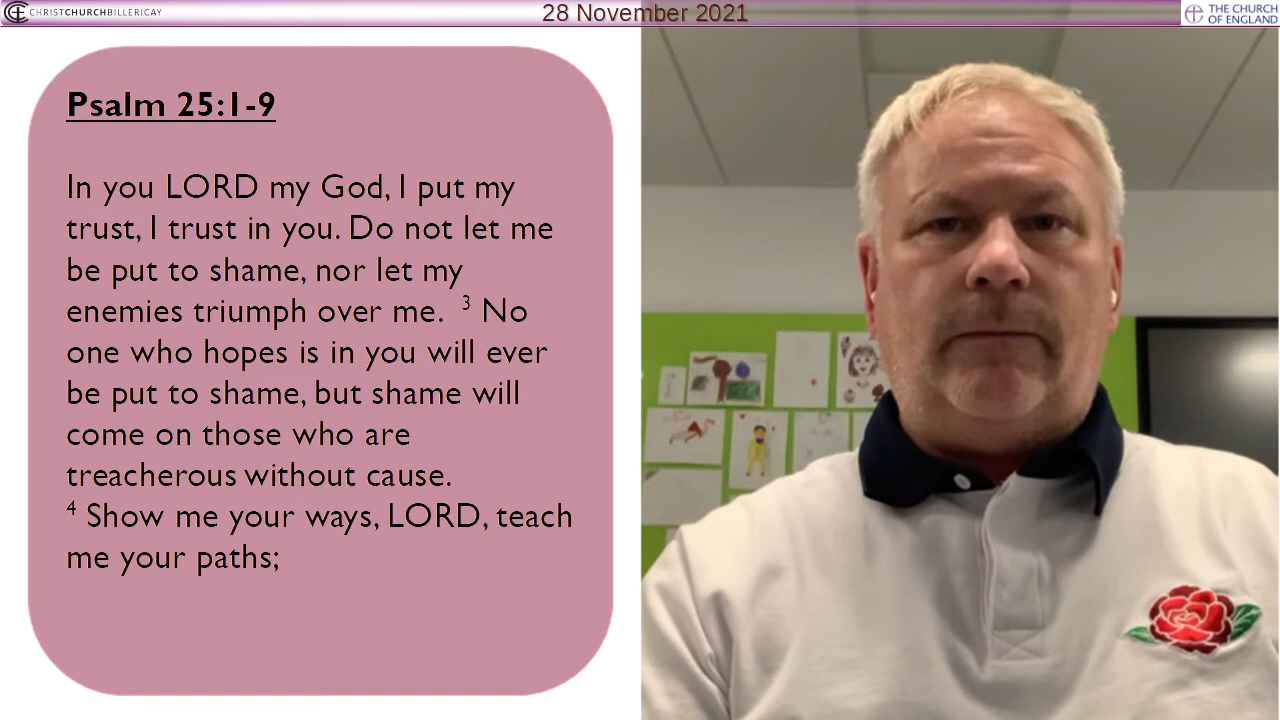 CHRISTCHURCHBILLERICAY
28 November 2021
THE CHURCH
OF ENGLAND
Psalm 25:1-9
In you LORD my God, I put my
trust, I trust in you. Do not let me
be put to shame, nor let my
enemies triumph over me. 3 No
one who hopes is in you will ever
be put to shame, but shame will
come on those who are
treacherous without cause.
4 Show me your ways, LORD, teach
me your paths;